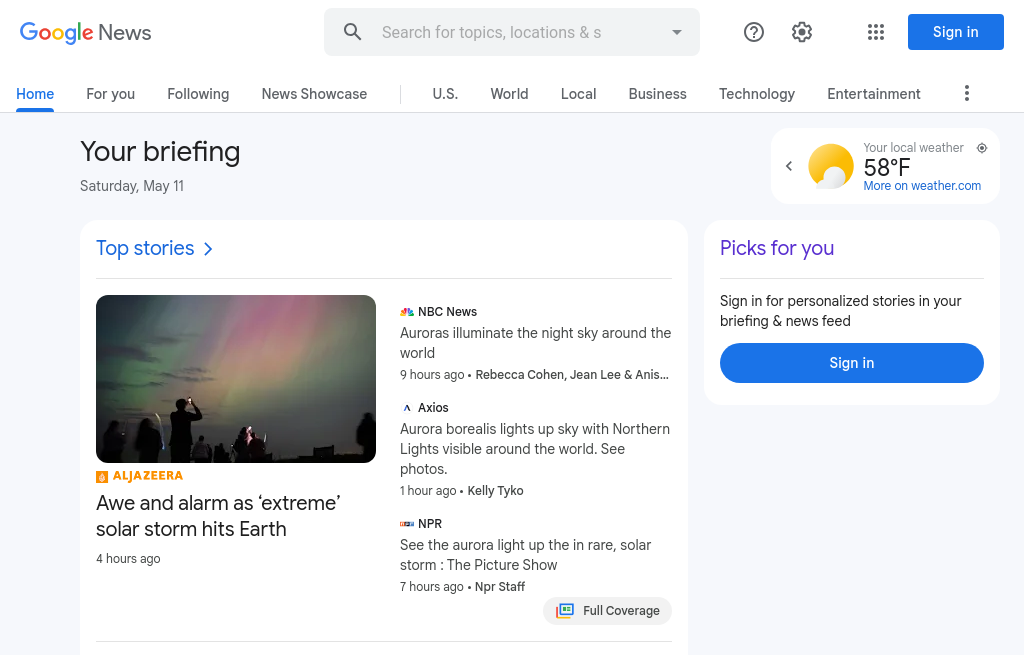 Google News
Search for topics, locations & s
Sign in
Home
For you
Following
News Showcase
U.S.
World
Local
Business
Technology
Entertainment
Your briefing
Saturday, May 11
Your local weather
58°F
More on weather.com
Top stories
ALJAZEERA
Awe and alarm as ‘extreme’
solar storm hits Earth
4 hours ago
NBC News
Auroras illuminate the night sky around the
world
9 hours ago • Rebecca Cohen, Jean Lee & Anis…
Axios
Aurora borealis lights up sky with Northern
Lights visible around the world. See
photos.
1 hour ago • Kelly Tyko
NPR
See the aurora light up the in rare, solar
storm : The Picture Show
7 hours ago • Npr Staff
Full Coverage
Picks for you
Sign in for personalized stories in your
briefing & news feed
Sign in